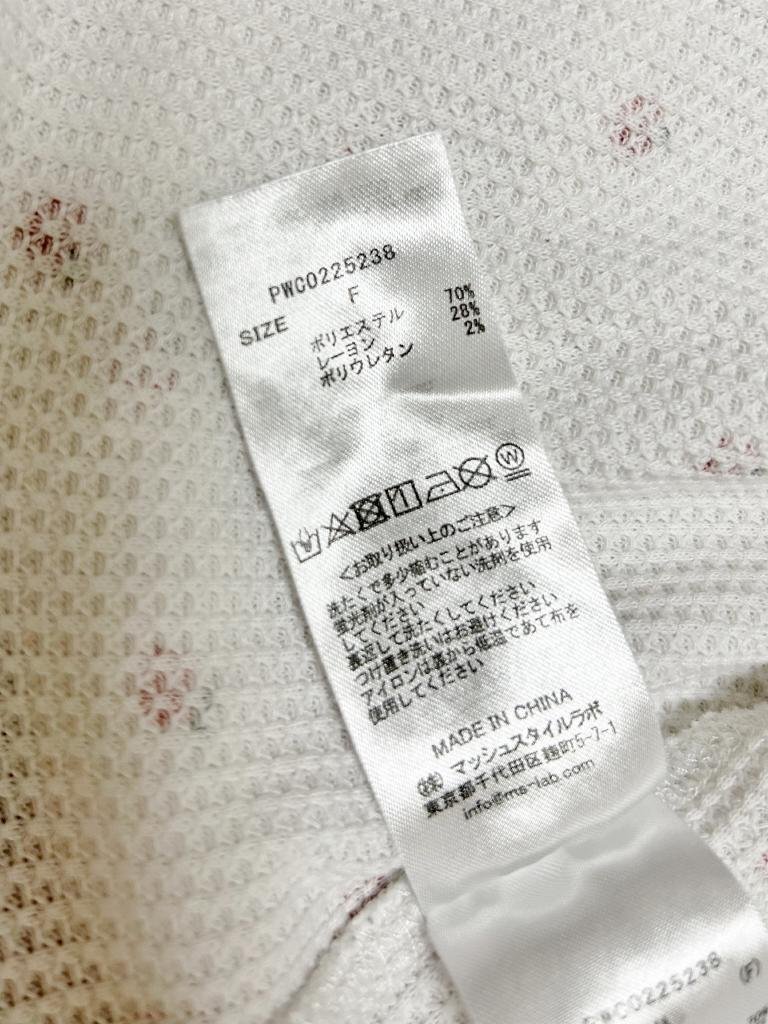 PWCO225238
SIZE F
ポリエステル 70%
レーヨン 28%
ポリウレタン 2%
W
<お取り扱い上のご注意>
洗たくで多少縮むことがあります
蛍光剤が入っていない洗剤を使用
してください
裏返して洗たくしてください
つけ置き洗いはお避けください
アイロンは裏から低温であて布を
使用してください
MADE IN CHINA
(株) マッシュスタイルラボ
東京都千代田区麹町5-7-1
info@ms-lab.com
PWCO225238 (F)